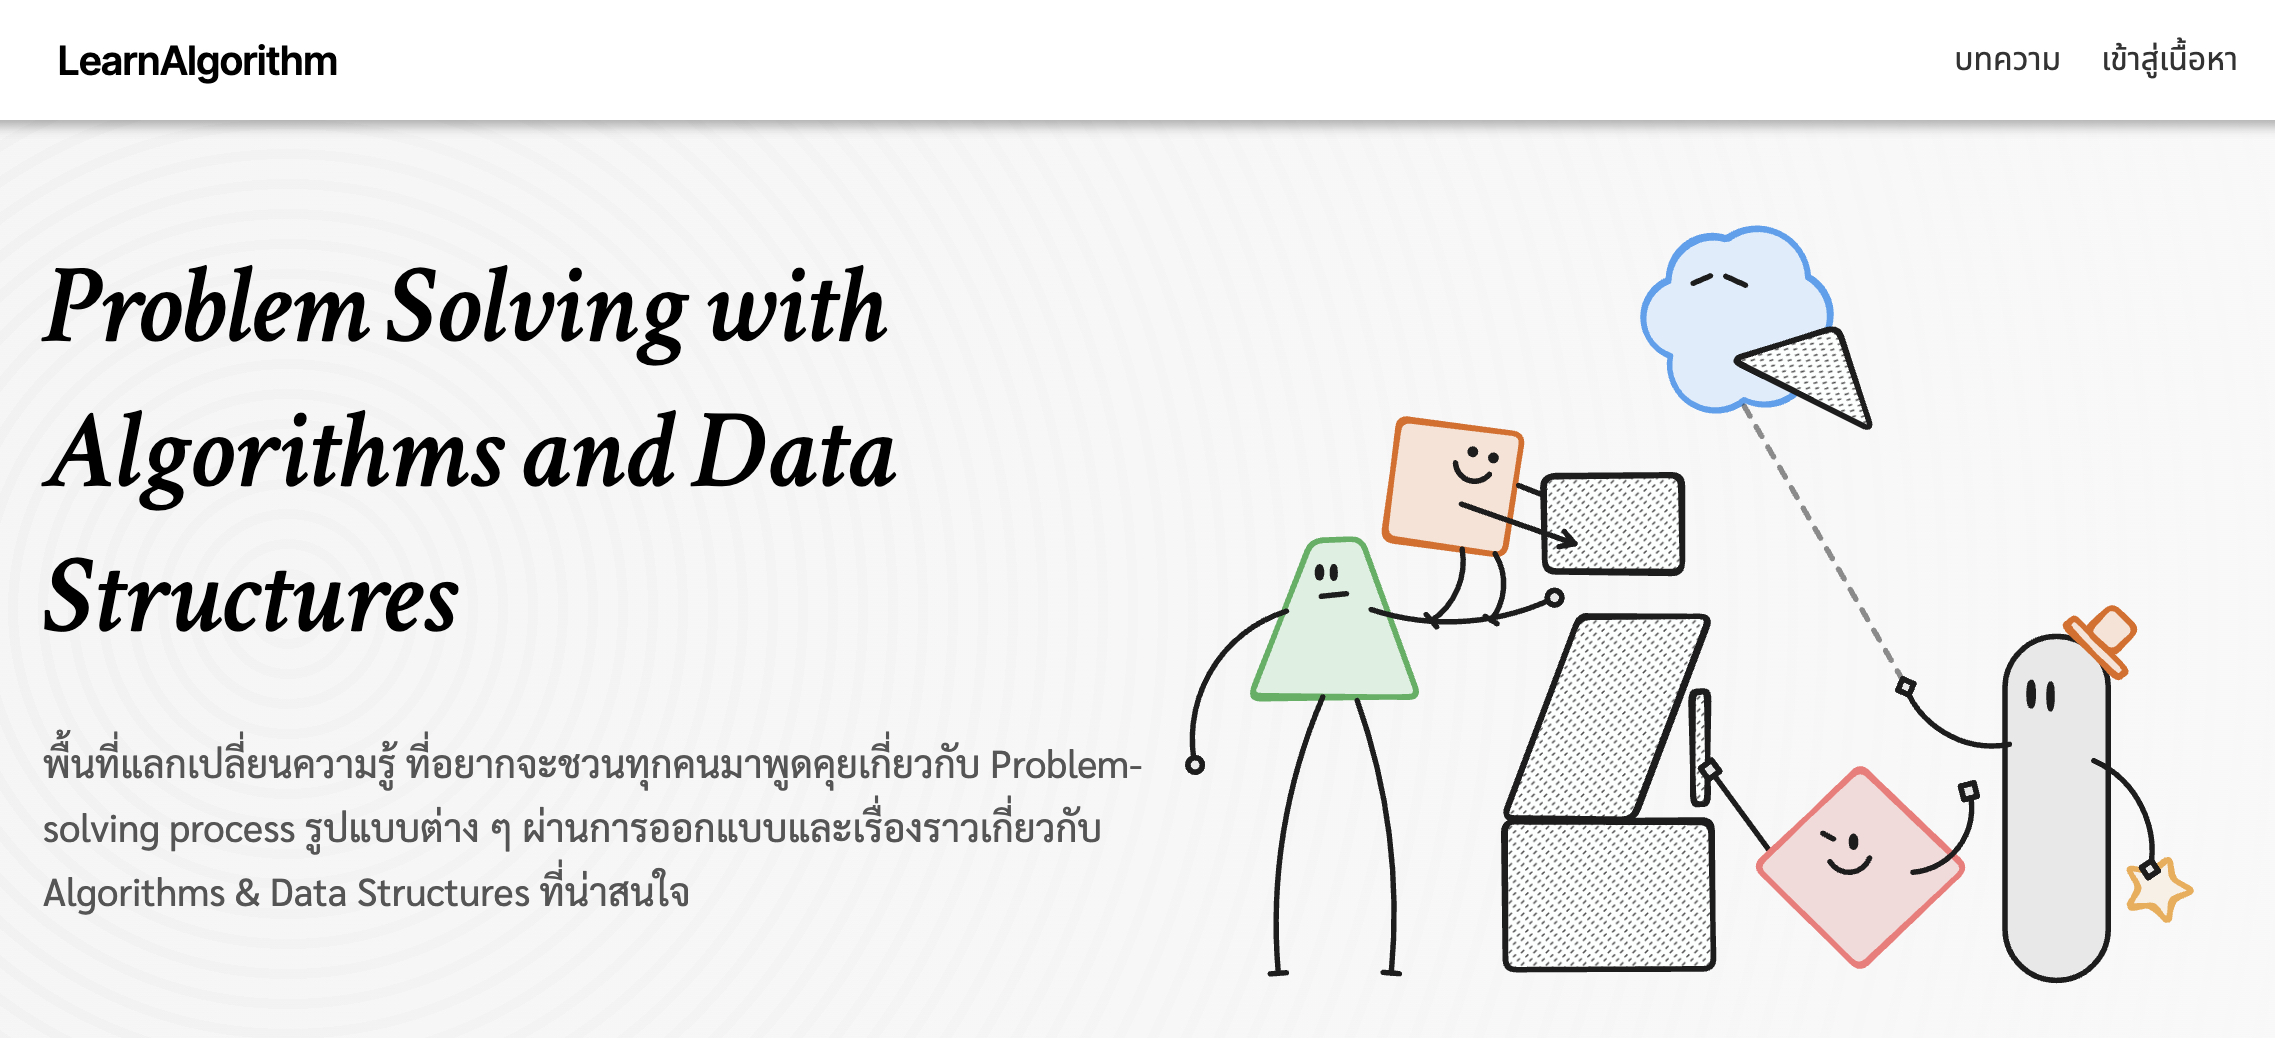 LearnAlgorithm
บทความ เข้าสู่เนื้อหา
Problem Solving with
Algorithms and Data
Structures
พื้นที่แลกเปลี่ยนความรู้ ที่อยากจะชวนทุกคนมาพูดคุยเกี่ยวกับ Problem-
solving process รูปแบบต่าง ๆ ผ่านการออกแบบและเรื่องราวเกี่ยวกับ
Algorithms & Data Structures ที่น่าสนใจ